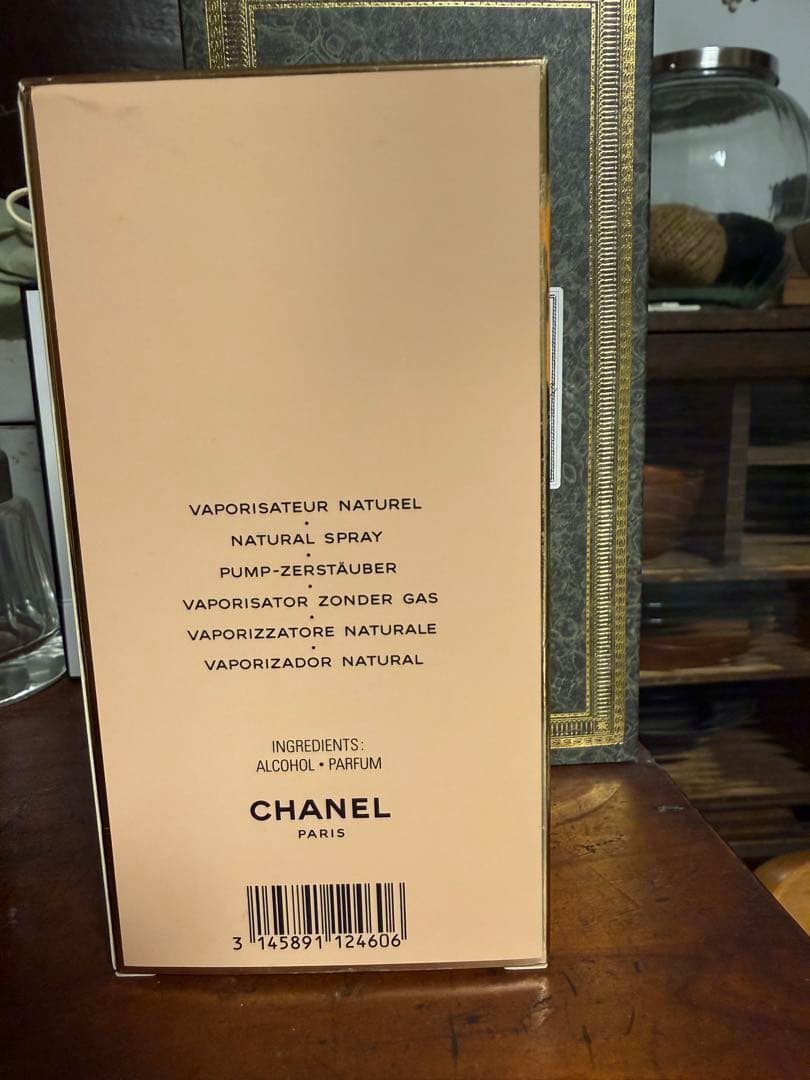 VAPORISATEUR NATUREL
•
NATURAL SPRAY
•
PUMP-ZERSTÄUBER
•
VAPORISATOR ZONDER GAS
•
VAPORIZZATORE NATURALE
•
VAPORIZADOR NATURAL
INGREDIENTS:
ALCOHOL • PARFUM
CHANEL
PARIS
3 145891 124606